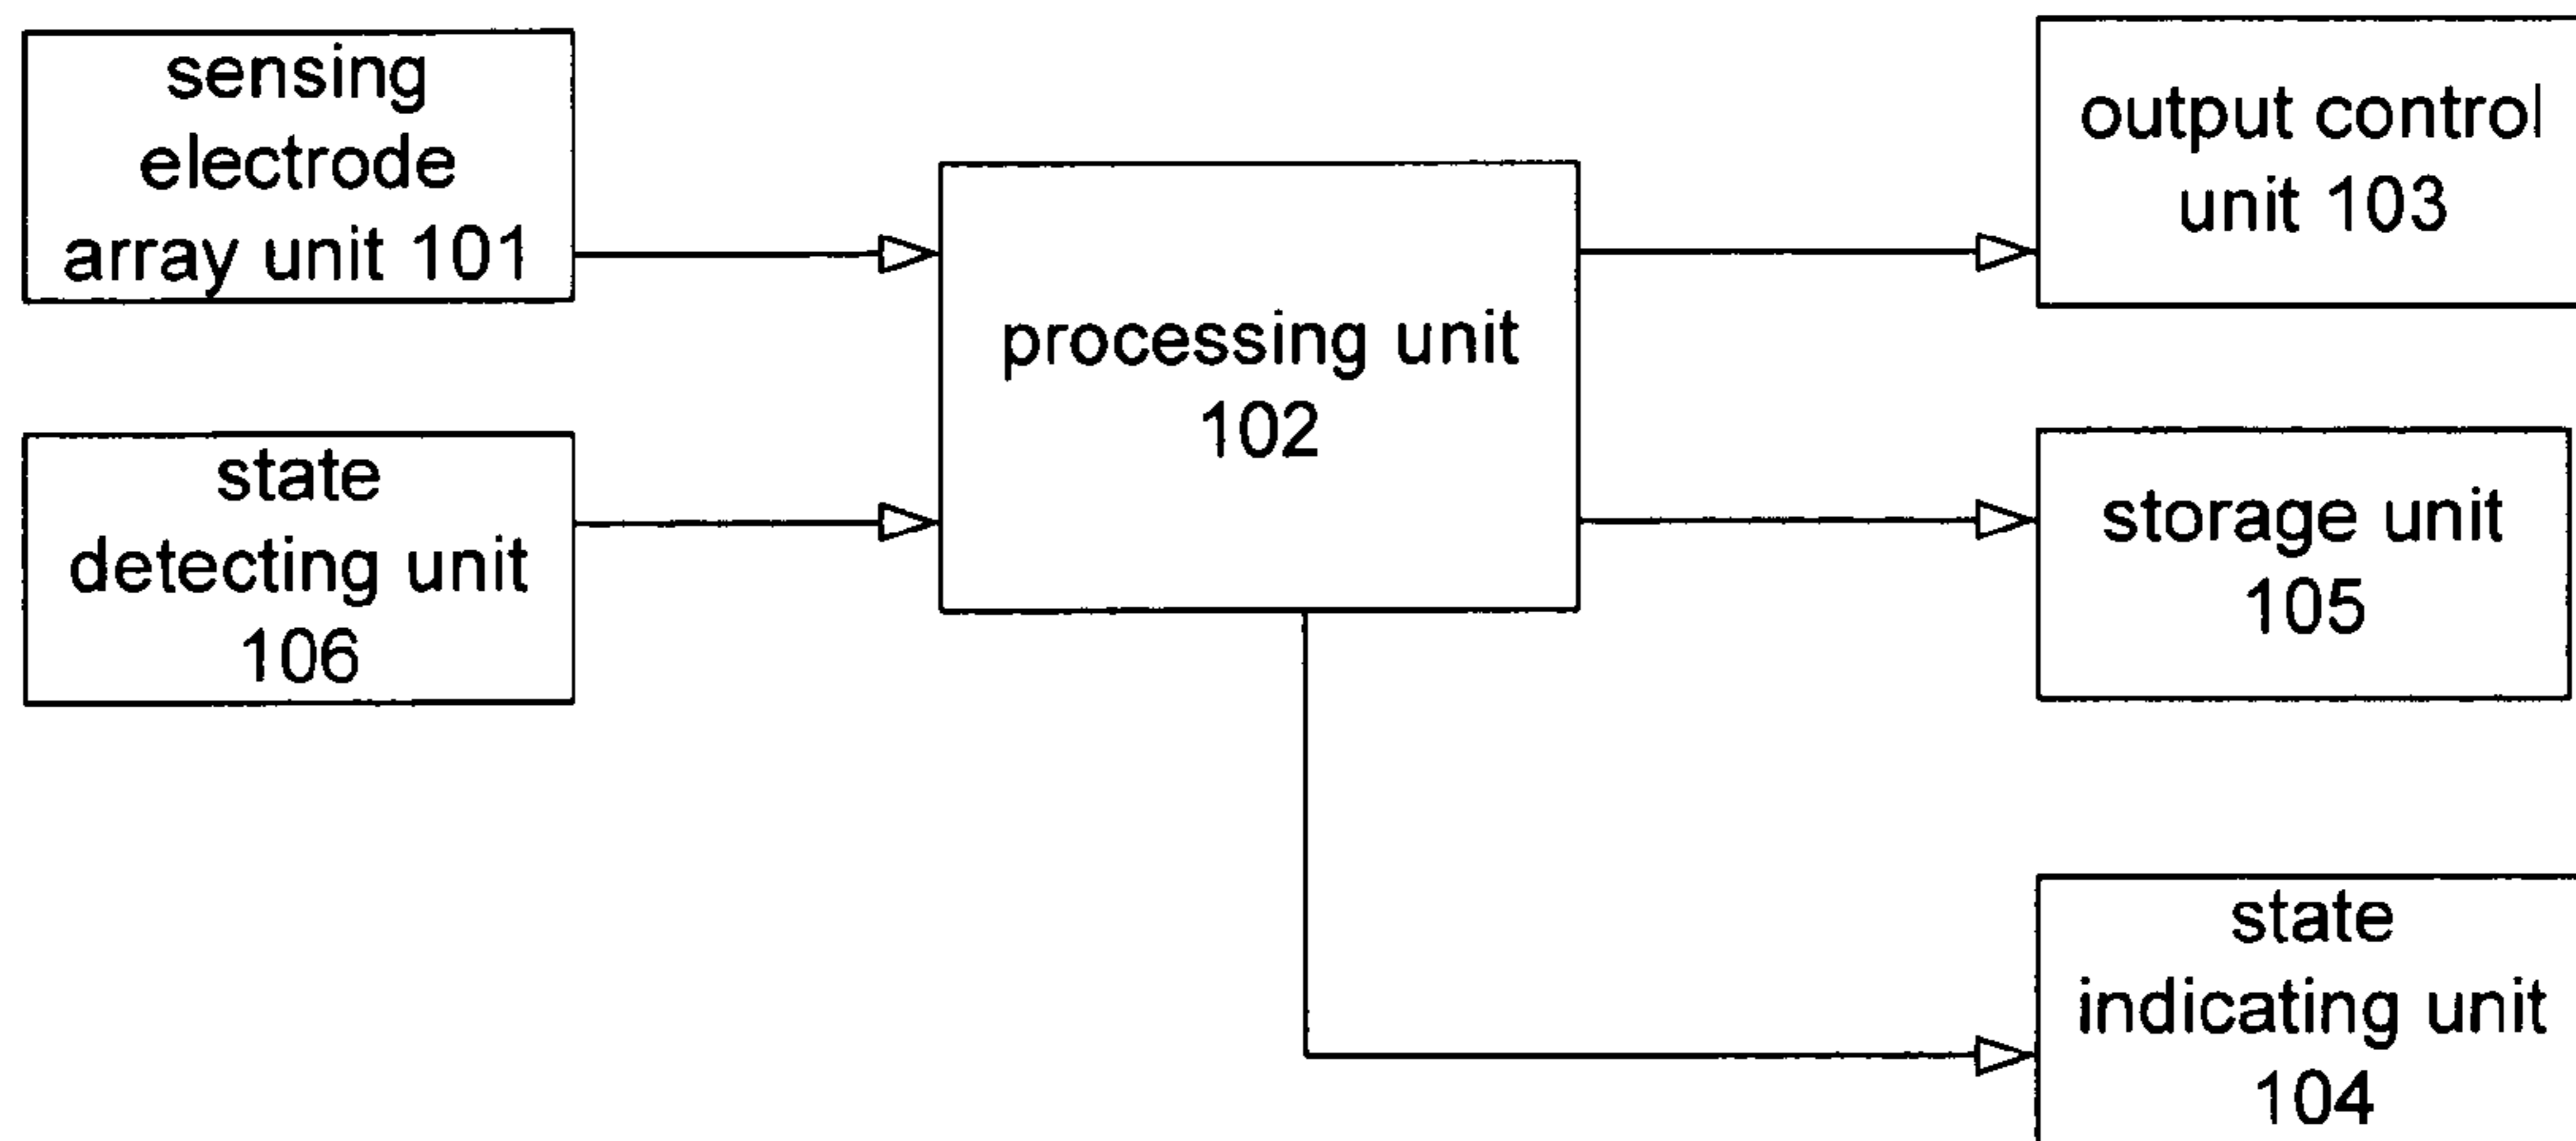 sensing
electrode
array unit 101
state
detecting unit
106
processing unit
102
output control
unit 103
storage unit
105
state
indicating unit
104